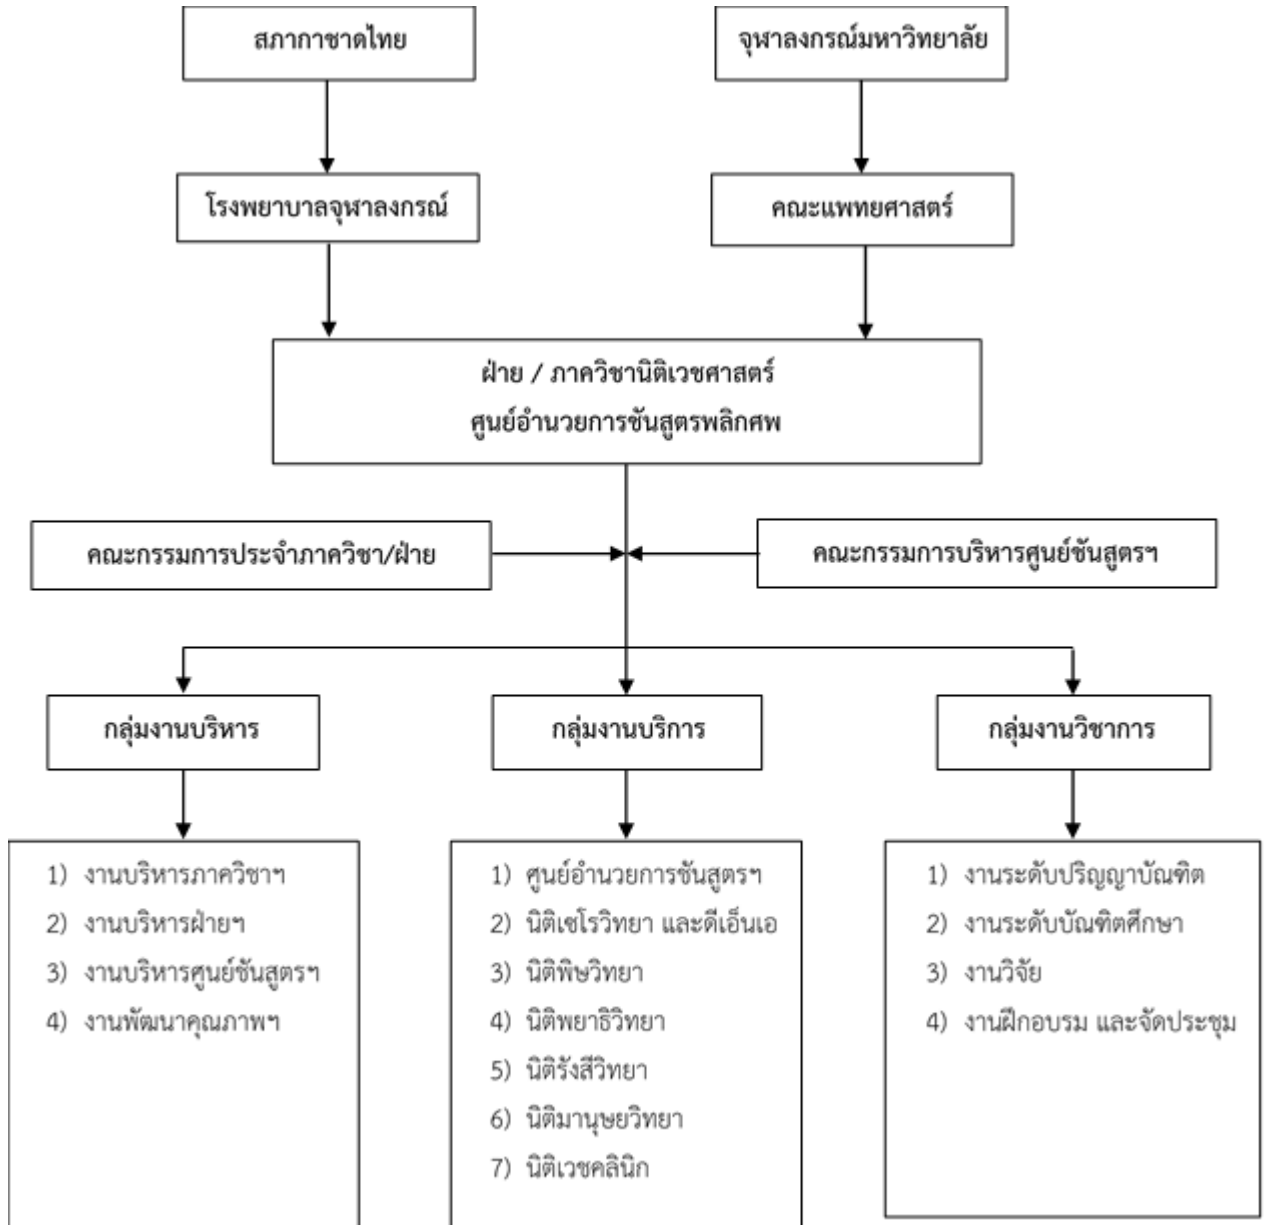 สภากาชาดไทย
จุฬาลงกรณ์มหาวิทยาลัย
โรงพยาบาลจุฬาลงกรณ์
คณะแพทยศาสตร์
ฝ่าย / ภาควิชานิติเวชศาสตร์
ศูนย์อำนวยการชันสูตรพลิกศพ
คณะกรรมการประจำภาควิชา/ฝ่าย
คณะกรรมการบริหารศูนย์ชันสูตรฯ
กลุ่มงานบริหาร
กลุ่มงานบริการ
กลุ่มงานวิชาการ
1) งานบริหารภาควิชาฯ
2) งานบริหารฝ่ายฯ
3) งานบริหารศูนย์ชันสูตรฯ
4) งานพัฒนาคุณภาพฯ
1) ศูนย์อำนวยการชันสูตรฯ
2) นิติเซโรวิทยา และดีเอ็นเอ
3) นิติพิษวิทยา
4) นิติพยาธิวิทยา
5) นิติรังสีวิทยา
6) นิติมานุษยวิทยา
7) นิติเวชคลินิก
1) งานระดับปริญญาบัณฑิต
2) งานระดับบัณฑิตศึกษา
3) งานวิจัย
4) งานฝึกอบรม และจัดประชุม